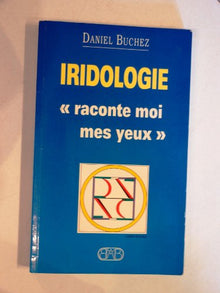 DANIEL BUCHEZ
IRIDOLOGIE
« raconte moi
mes yeux »